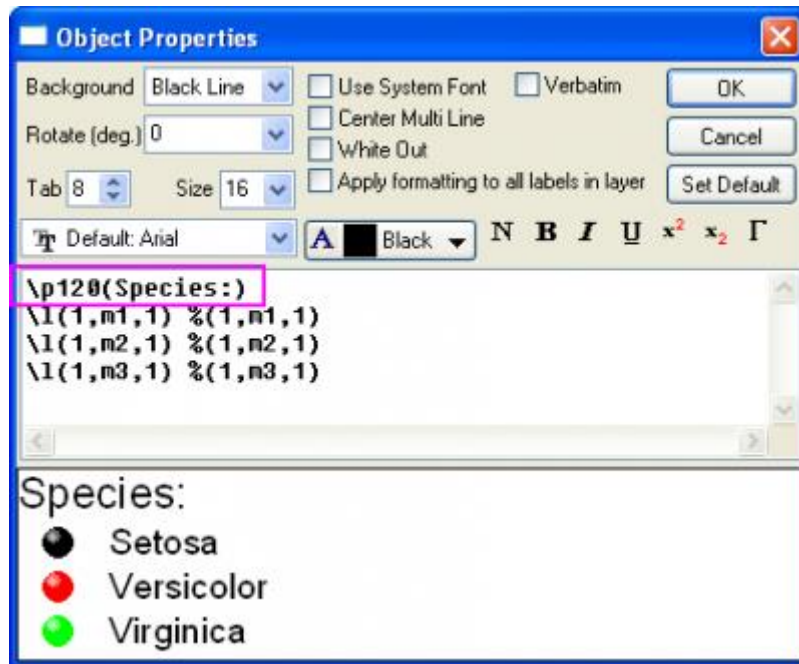 Object Properties
Background Black Line Use System Font Verbatim OK
Center Multi Line
Rotate (deg.) 0 White Out Cancel
Tab 8 Size 16 Apply formatting to all labels in layer Set Default
Default: Arial A Black N B I U x² x₂ Γ
\p120(Species:)
\l(1,m1,1) %(1,m1,1)
\l(1,m2,1) %(1,m2,1)
\l(1,m3,1) %(1,m3,1)
Species:
Setosa
Versicolor
Virginica